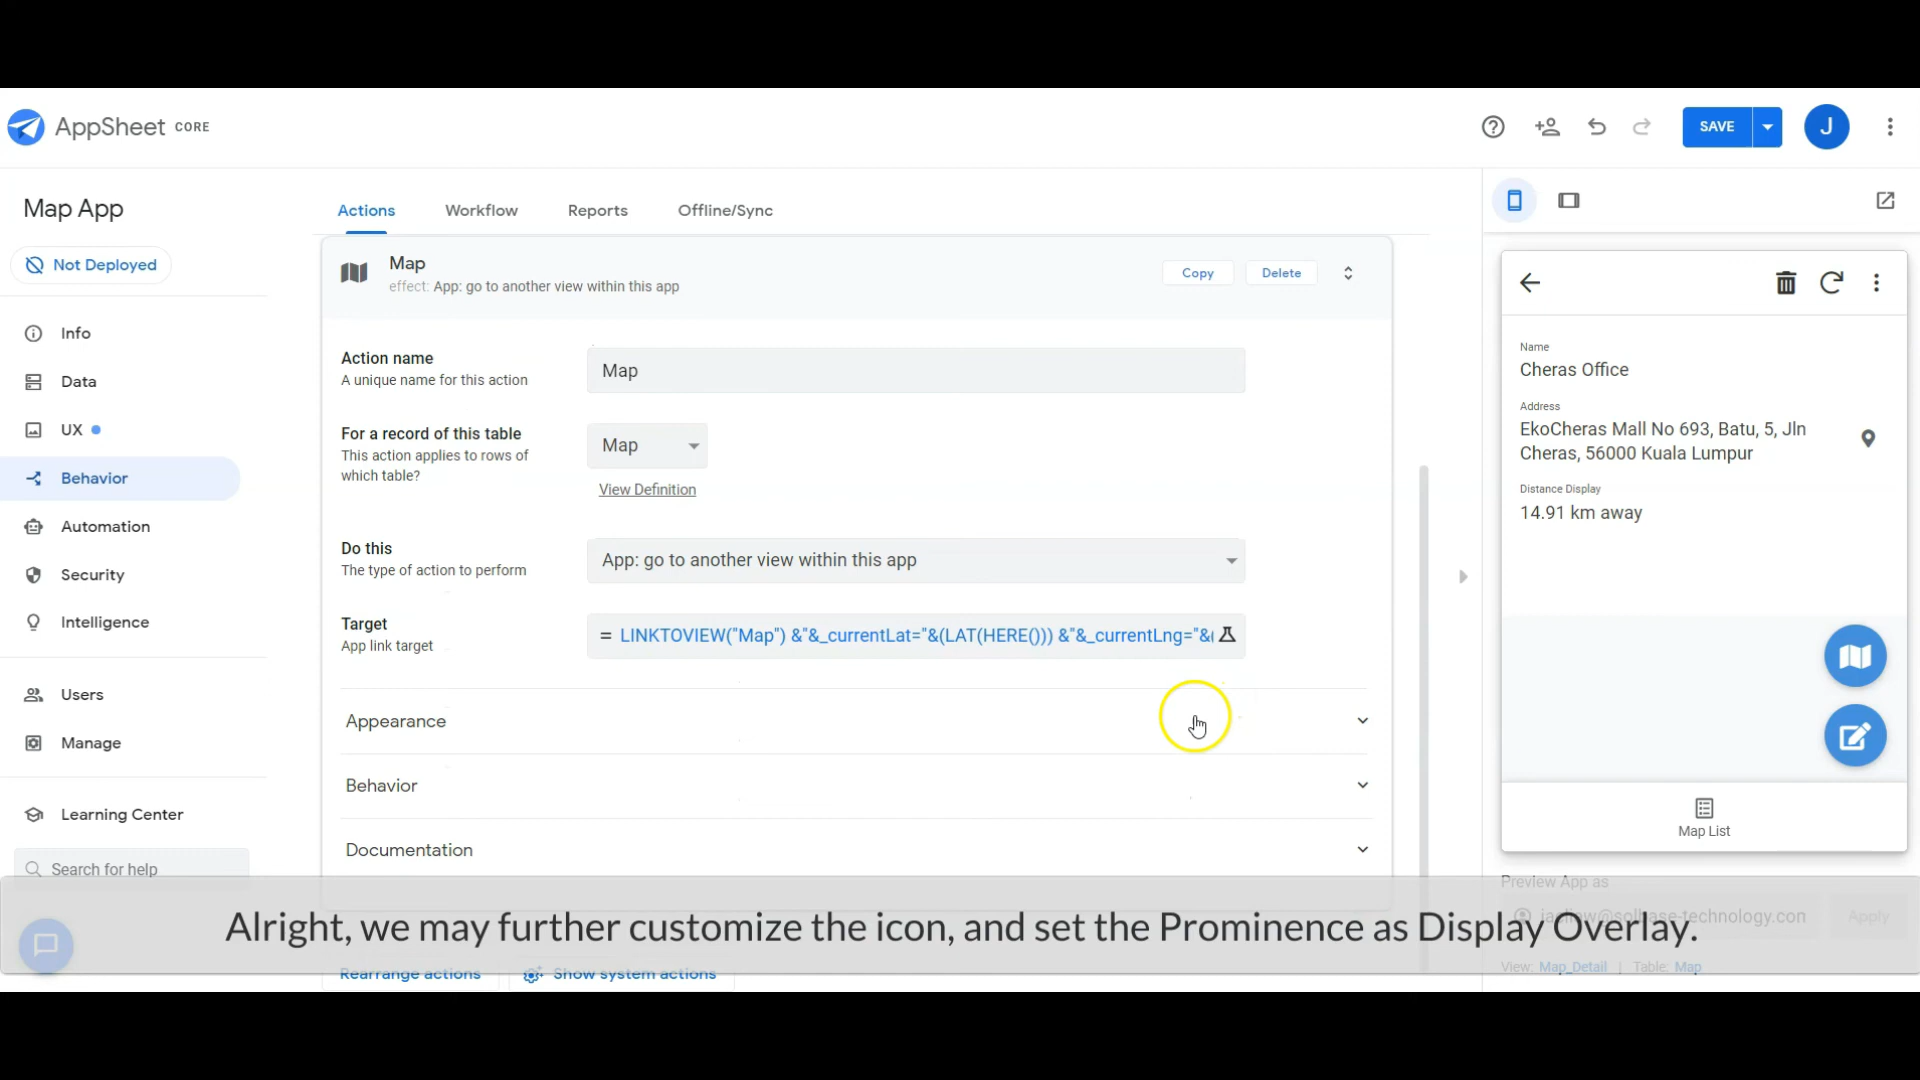 AppSheet CORE
SAVE
J
Map App
Not Deployed
Info
Data
UX
Behavior
Automation
Security
Intelligence
Users
Manage
Learning Center
Search for help
Actions
Workflow
Reports
Offline/Sync
Map
effect: App: go to another view within this app
Copy
Delete
Action name
A unique name for this action
Map
For a record of this table
This action applies to rows of
which table?
Map
View Definition
Do this
The type of action to perform
App: go to another view within this app
Target
App link target
= LINKTOVIEW("Map") &"&_currentLat="&(LAT(HERE())) &"&_currentLng="&(
Appearance
Behavior
Documentation
Rearrange actions
Show system actions
Name
Cheras Office
Address
EkoCheras Mall No 693, Batu, 5, Jln
Cheras, 56000 Kuala Lumpur
Distance Display
14.91 km away
Map List
Preview App as
Apply
View: Map_Detail | Table: Map
Alright, we may further customize the icon, and set the Prominence as Display Overlay.